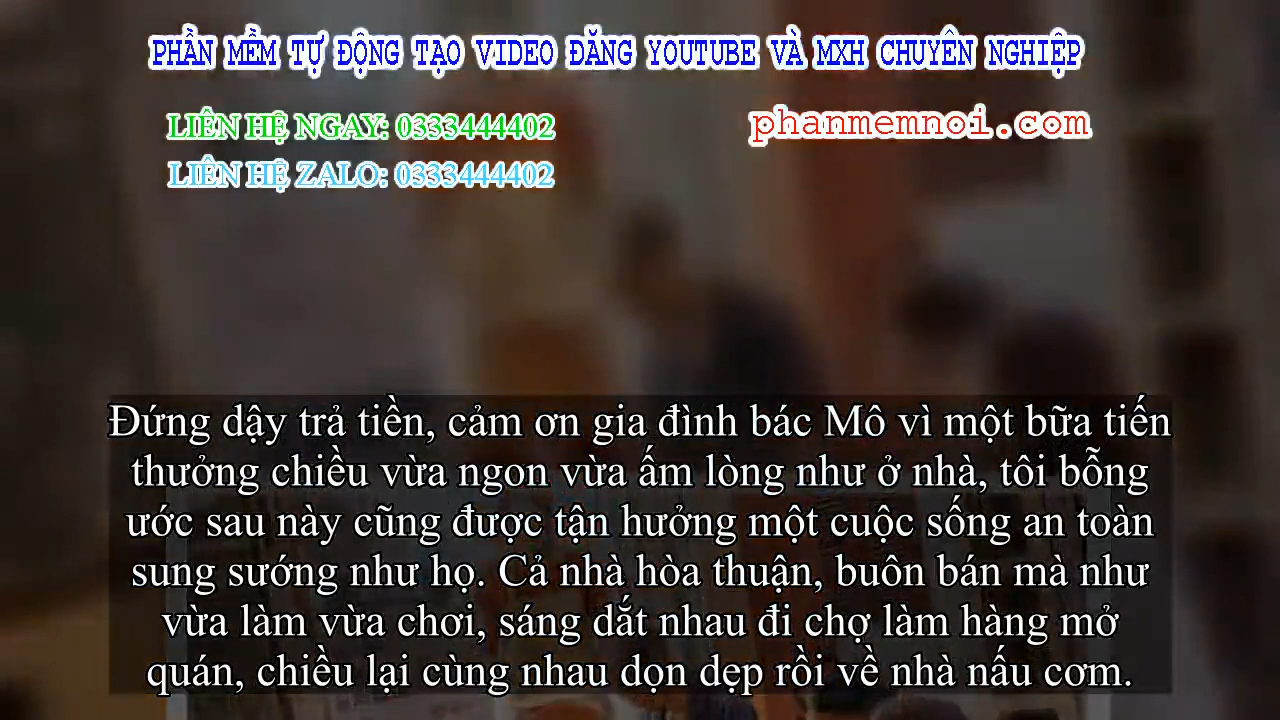 PHẦN MỀM TỰ ĐỘNG TẠO VIDEO ĐĂNG YOUTUBE VÀ MXH CHUYÊN NGHIỆP
LIÊN HỆ NGAY: 0333444402
phanmemnoi.com
LIÊN HỆ ZALO: 0333444402
Đứng dậy trả tiền, cảm ơn gia đình bác Mô vì một bữa tiến
thưởng chiều vừa ngon vừa ấm lòng như ở nhà, tôi bỗng
ước sau này cũng được tận hưởng một cuộc sống an toàn
sung sướng như họ. Cả nhà hòa thuận, buôn bán mà như
vừa làm vừa chơi, sáng dắt nhau đi chợ làm hàng mở
quán, chiều lại cùng nhau dọn dẹp rồi về nhà nấu cơm.